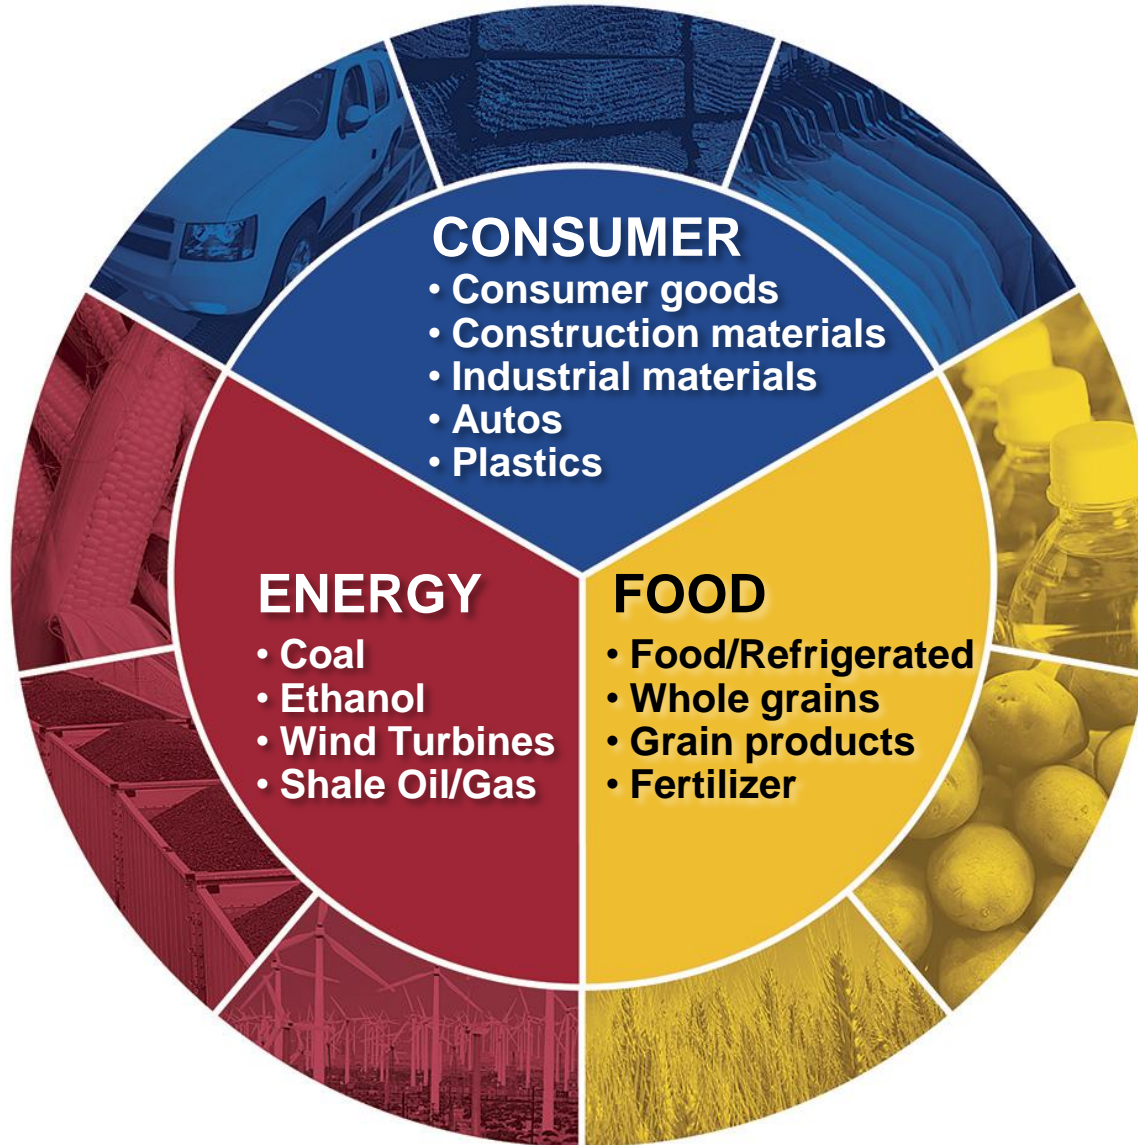 CONSUMER
• Consumer goods
• Construction materials
• Industrial materials
• Autos
• Plastics
ENERGY
• Coal
• Ethanol
• Wind Turbines
• Shale Oil/Gas
FOOD
• Food/Refrigerated
• Whole grains
• Grain products
• Fertilizer